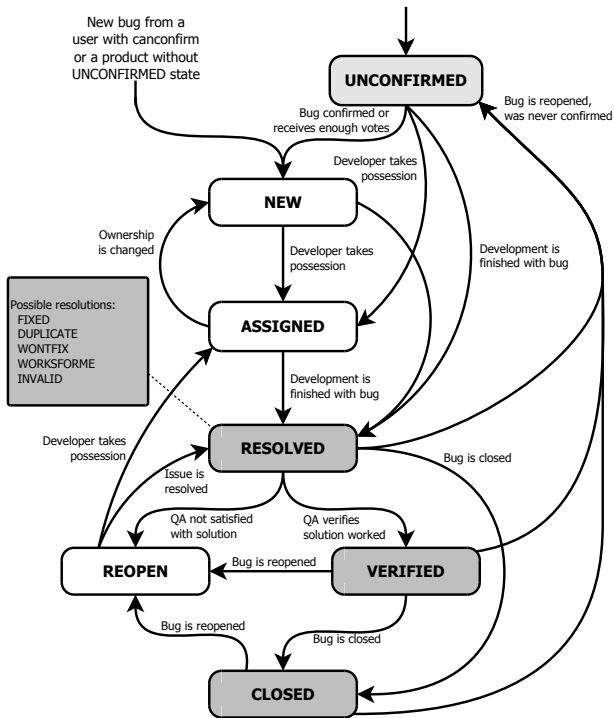 New bug from a
user with canconfirm
or a product without
UNCONFIRMED state
UNCONFIRMED
Bug is reopened,
was never confirmed
Bug confirmed or
receives enough votes
Developer takes
possession
NEW
Ownership
is changed
Developer takes
possession
Development is
finished with bug
Possible resolutions:
FIXED
DUPLICATE
WONTFIX
WORKSFORME
INVALID
ASSIGNED
Development is
finished with bug
Developer takes
possession
RESOLVED
Bug is closed
Issue is
resolved
QA not satisfied
with solution
QA verifies
solution worked
REOPEN
Bug is reopened
VERIFIED
Bug is reopened
Bug is closed
CLOSED